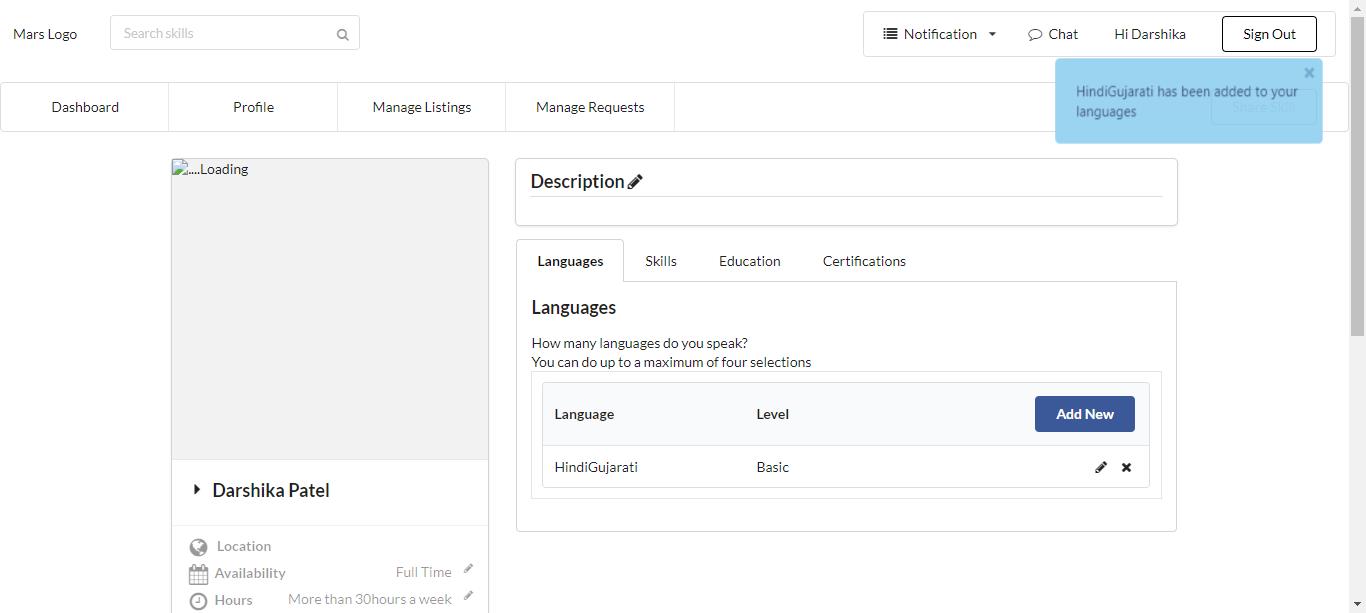 Mars Logo
Search skills
Notification
Chat
Hi Darshika
Sign Out
HindiGujarati has been added to your
languages
Dashboard
Profile
Manage Listings
Manage Requests
Share Skill
....Loading
Description
Languages
Skills
Education
Certifications
Languages
How many languages do you speak?
You can do up to a maximum of four selections
Language
Level
Add New
HindiGujarati
Basic
Darshika Patel
Location
Availability
Full Time
Hours
More than 30hours a week